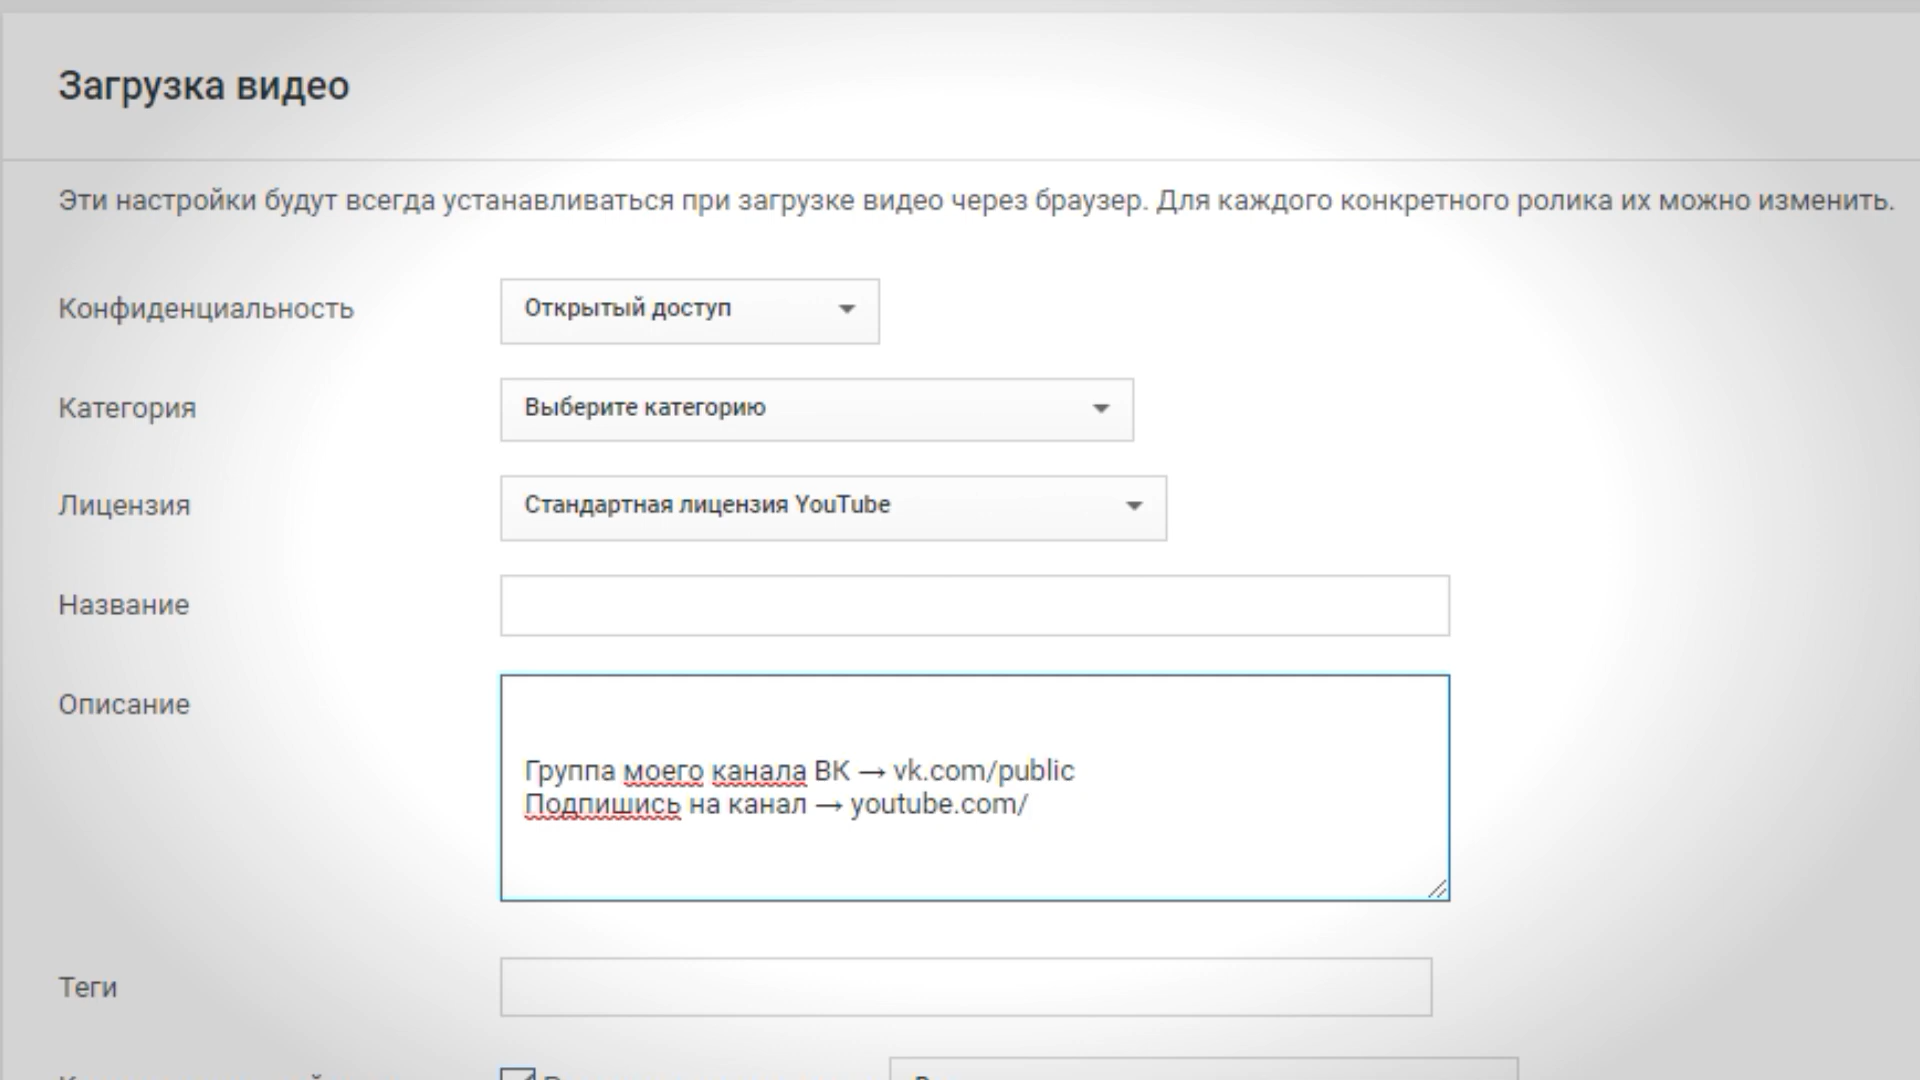 Загрузка видео
Эти настройки будут всегда устанавливаться при загрузке видео через браузер. Для каждого конкретного ролика их можно изменить.
Конфиденциальность Открытый доступ
Категория Выберите категорию
Лицензия Стандартная лицензия YouTube
Название
Описание
Группа моего канала ВК → vk.com/public
Подпишись на канал → youtube.com/
Теги